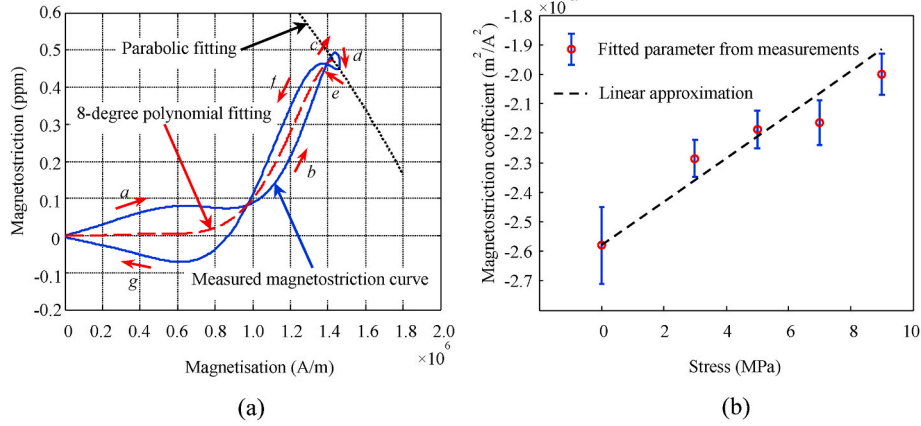 (a)
0.6
0.5
0.4
0.3
0.2
0.1
0
-0.1
-0.2
Magnetostriction (ppm)
Parabolic fitting
8-degree polynomial fitting
Measured magnetostriction curve
a
b
c
d
e
f
g
0 0.2 0.4 0.6 0.8 1.0 1.2 1.4 1.6 1.8 2.0
×10⁶
Magnetisation (A/m)
(a)
(b)
-1.8
-1.9
-2.0
-2.1
-2.2
-2.3
-2.4
-2.5
-2.6
-2.7
Magnetostriction coefficient (m²/A²)
Fitted parameter from measurements
Linear approximation
0 2 4 6 8 10
Stress (MPa)
(b)